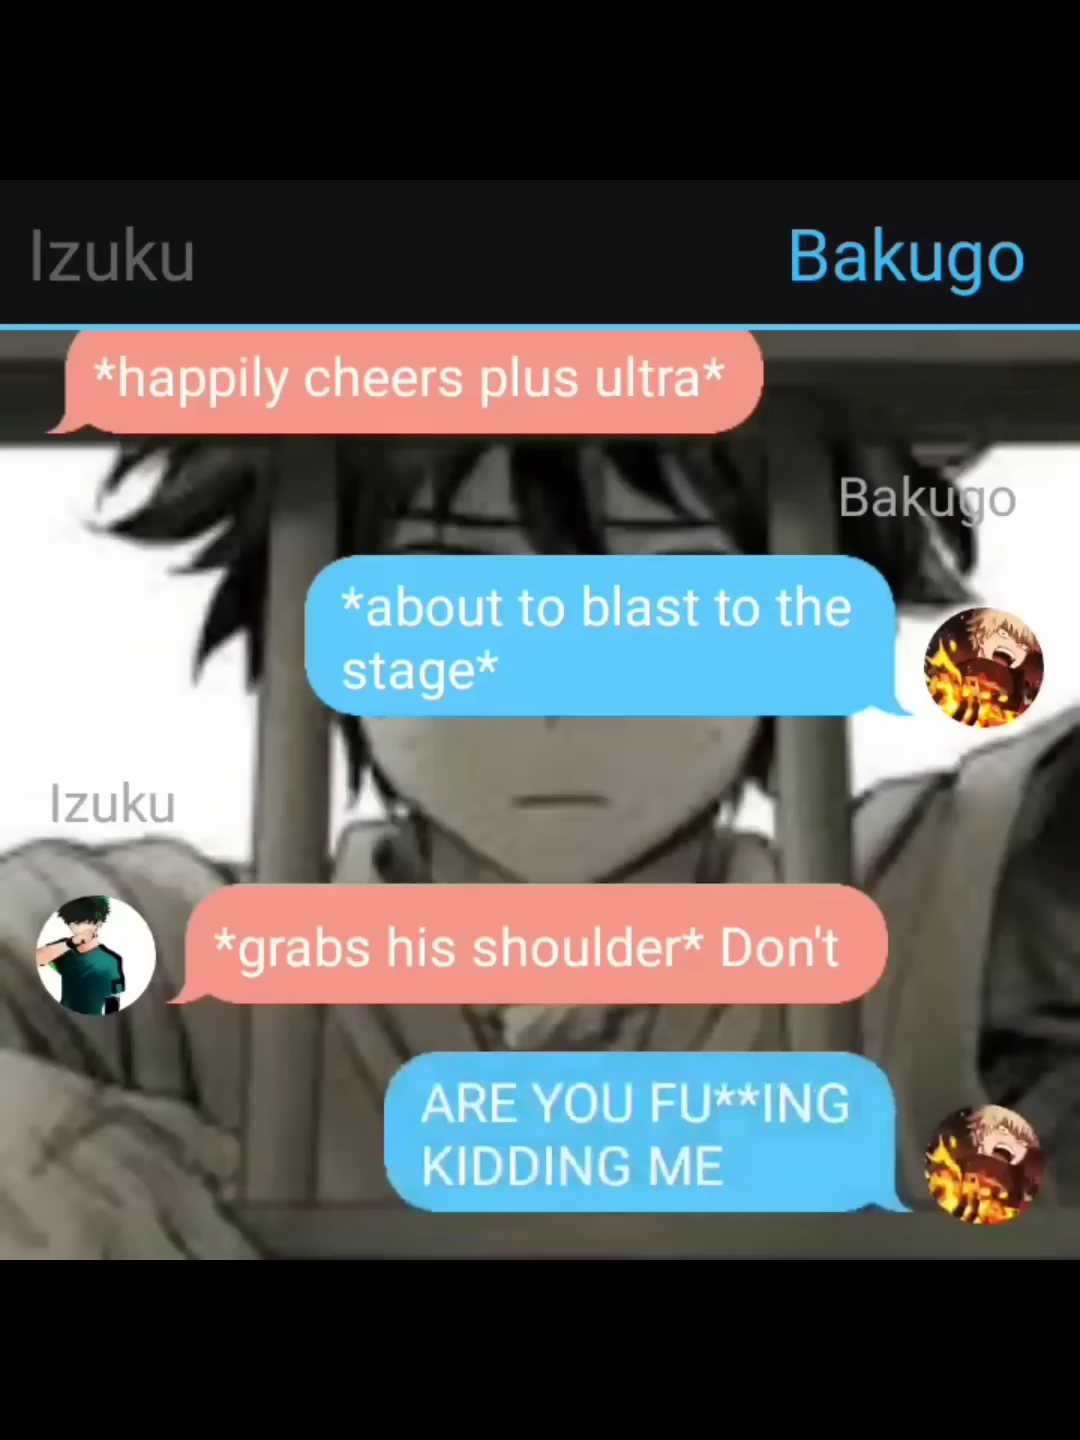 Izuku
Bakugo
*happily cheers plus ultra*
Bakugo
*about to blast to the
stage*
Izuku
*grabs his shoulder* Don't
ARE YOU FU**ING
KIDDING ME